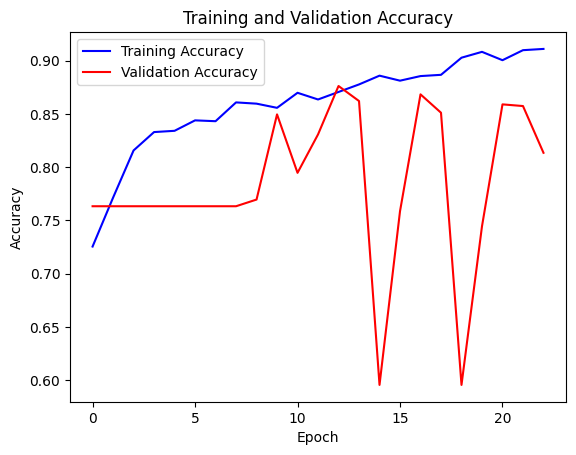 Training and Validation Accuracy
Training Accuracy
Validation Accuracy
0.90
0.85
0.80
0.75
0.70
0.65
0.60
Accuracy
0 5 10 15 20
Epoch